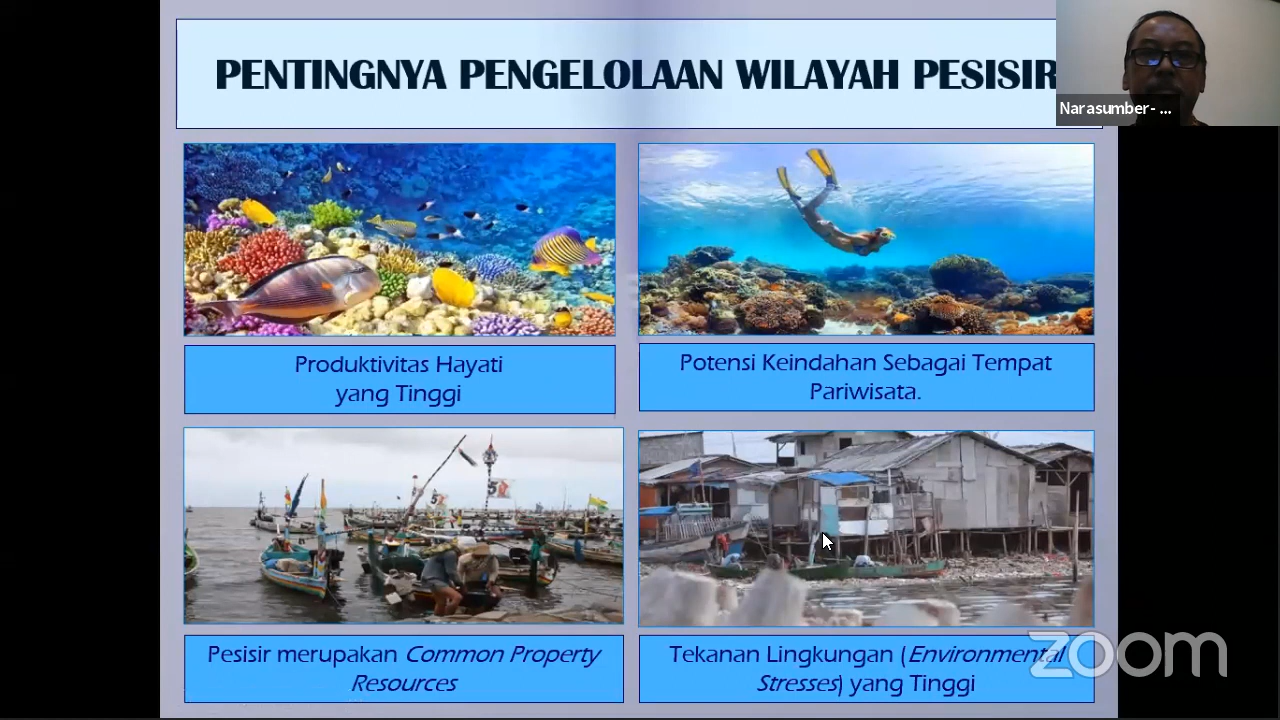 PENTINGNYA PENGELOLAAN WILAYAH PESISIR
Narasumber- ...
Produktivitas Hayati
yang Tinggi
Potensi Keindahan Sebagai Tempat
Pariwisata.
Pesisir merupakan Common Property
Resources
Tekanan Lingkungan (Environmental
Stresses) yang Tinggi
zoom